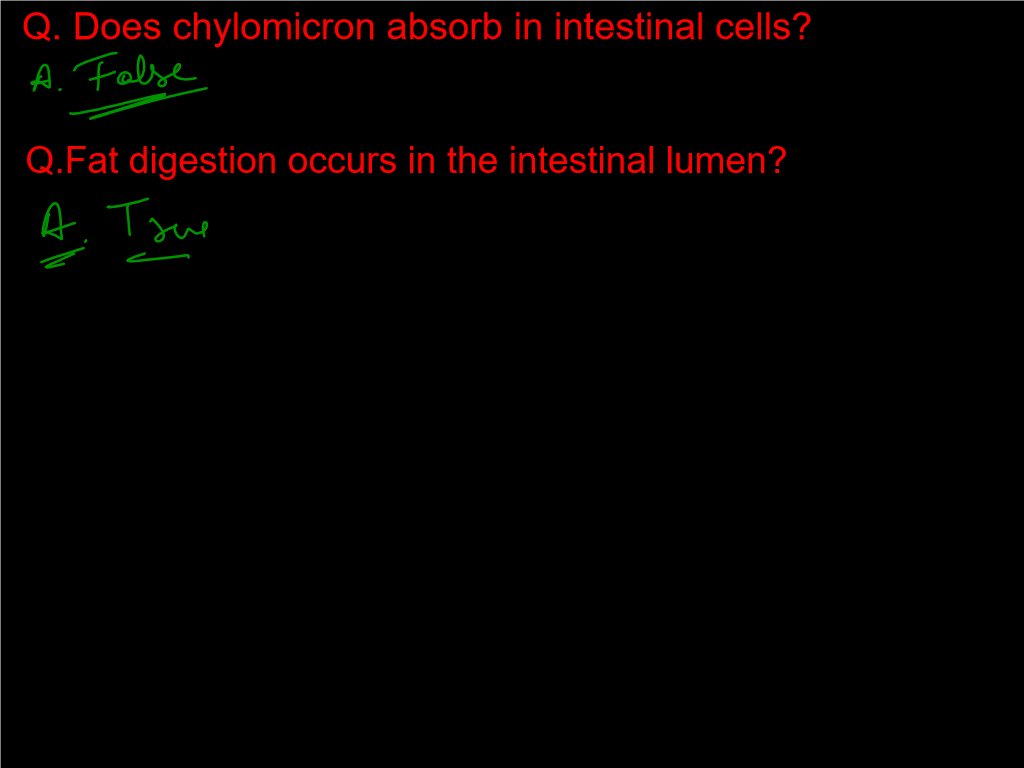 Q. Does chylomicron absorb in intestinal cells?
A. False
Q.Fat digestion occurs in the intestinal lumen?
A. True